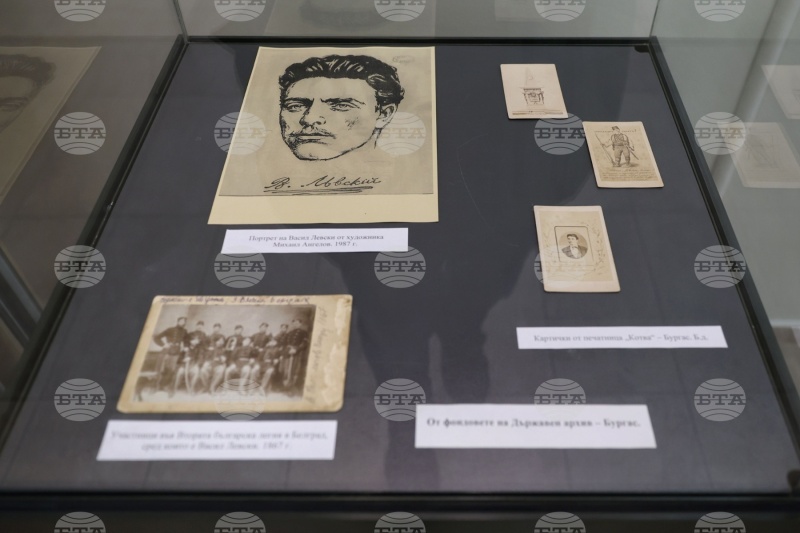 В. Лѣвскій
Портрет на Васил Левски от художника
Михаил Ангелов. 1987 г.
Картички от печатница „Котва“ – Бургас. Б.д.
Участници във Втората българска легия в Белград,
сред които е Васил Левски. 1867 г.
От фондовете на Държавен архив – Бургас.
БТА